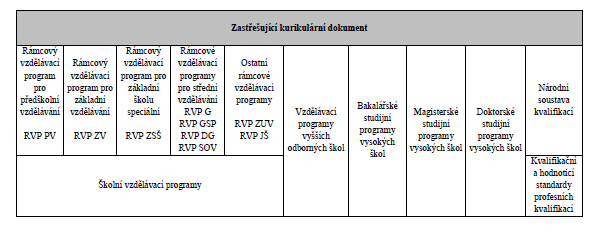 Zastřešující kurikulární dokument
Rámcový
vzdělávací
program
pro
předškolní
vzdělávání
RVP PV
Rámcový
vzdělávací
program pro
základní
vzdělávání
RVP ZV
Rámcový
vzdělávací
program pro
základní
školu
speciální
RVP ZSŠ
Rámcové
vzdělávací
programy
pro střední
vzdělávání
RVP G
RVP GSP
RVP DG
RVP SOV
Ostatní
rámcové
vzdělávací
programy
RVP ZUV
RVP JŠ
Vzdělávací
programy
vyšších
odborných škol
Bakalářské
studijní
programy
vysokých
škol
Magisterské
studijní
programy
vysokých škol
Doktorské
studijní
programy
vysokých škol
Národní
soustava
kvalifikací
Školní vzdělávací programy
Kvalifikační
a hodnotící
standardy
profesních
kvalifikací